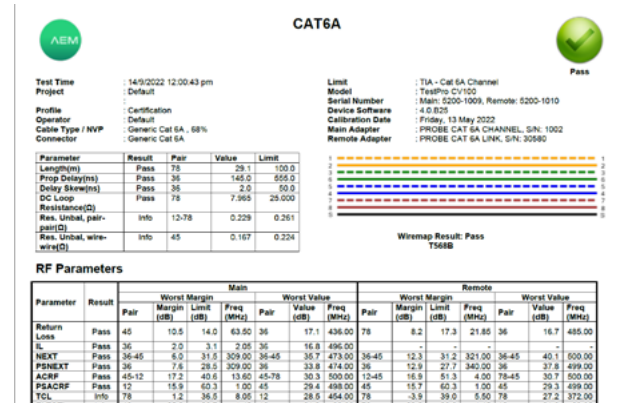 CAT6A
AEM
Pass
Test Time : 14/9/2022 12:00:43 pm
Project : Default
:
Profile : Certification
Operator : Default
Cable Type / NVP : Generic Cat 6A , 68%
Connector : Generic Cat 6A
Limit : TIA - Cat 6A Channel
Model : TestPro CV100
Serial Number : Main: 5200-1009, Remote: 5200-1010
Device Software : 4.0.B25
Calibration Date : Friday, 13 May 2022
Main Adapter : PROBE CAT 6A CHANNEL, S/N: 1002
Remote Adapter : PROBE CAT 6A LINK, S/N: 30580
Parameter Result Pair Value Limit
Length(m) Pass 78 29.1 100.0
Prop Delay(ns) Pass 36 145.0 555.0
Delay Skew(ns) Pass 36 2.0 50.0
DC Loop Resistance(Ω) Pass 78 7.965 25.000
Res. Unbal, pair-pair(Ω) Info 12-78 0.229 0.261
Res. Unbal, wire-wire(Ω) Info 45 0.167 0.224
1 1
2 2
3 3
6 6
5 5
4 4
7 7
8 8
S S
Wiremap Result: Pass
T568B
RF Parameters
Main Remote
Worst Margin Worst Value Worst Margin Worst Value
Parameter Result Pair Margin (dB) Limit (dB) Freq (MHz) Pair Value (dB) Freq (MHz) Pair Margin (dB) Limit (dB) Freq (MHz) Pair Value (dB) Freq (MHz)
Return Loss Pass 45 10.5 14.0 63.50 36 17.1 436.00 78 8.2 17.3 21.85 36 16.7 485.00
IL Pass 36 2.0 3.1 2.05 36 16.8 496.00 - - - -
NEXT Pass 36-45 6.0 31.5 309.00 36-45 35.7 473.00 36-45 12.3 31.2 321.00 36-45 40.1 500.00
PSNEXT Pass 36 7.6 28.5 309.00 36 33.8 474.00 36 12.9 27.7 340.00 36 37.8 499.00
ACRF Pass 45-12 17.2 40.6 13.60 45-78 30.3 500.00 12-45 16.9 51.3 4.00 78-45 30.7 500.00
PSACRF Pass 12 15.9 60.3 1.00 45 29.4 498.00 45 15.7 60.3 1.00 45 29.3 499.00
TCL Info 78 1.2 36.5 8.05 12 28.5 454.00 78 -3.9 39.0 5.50 78 27.2 372.00